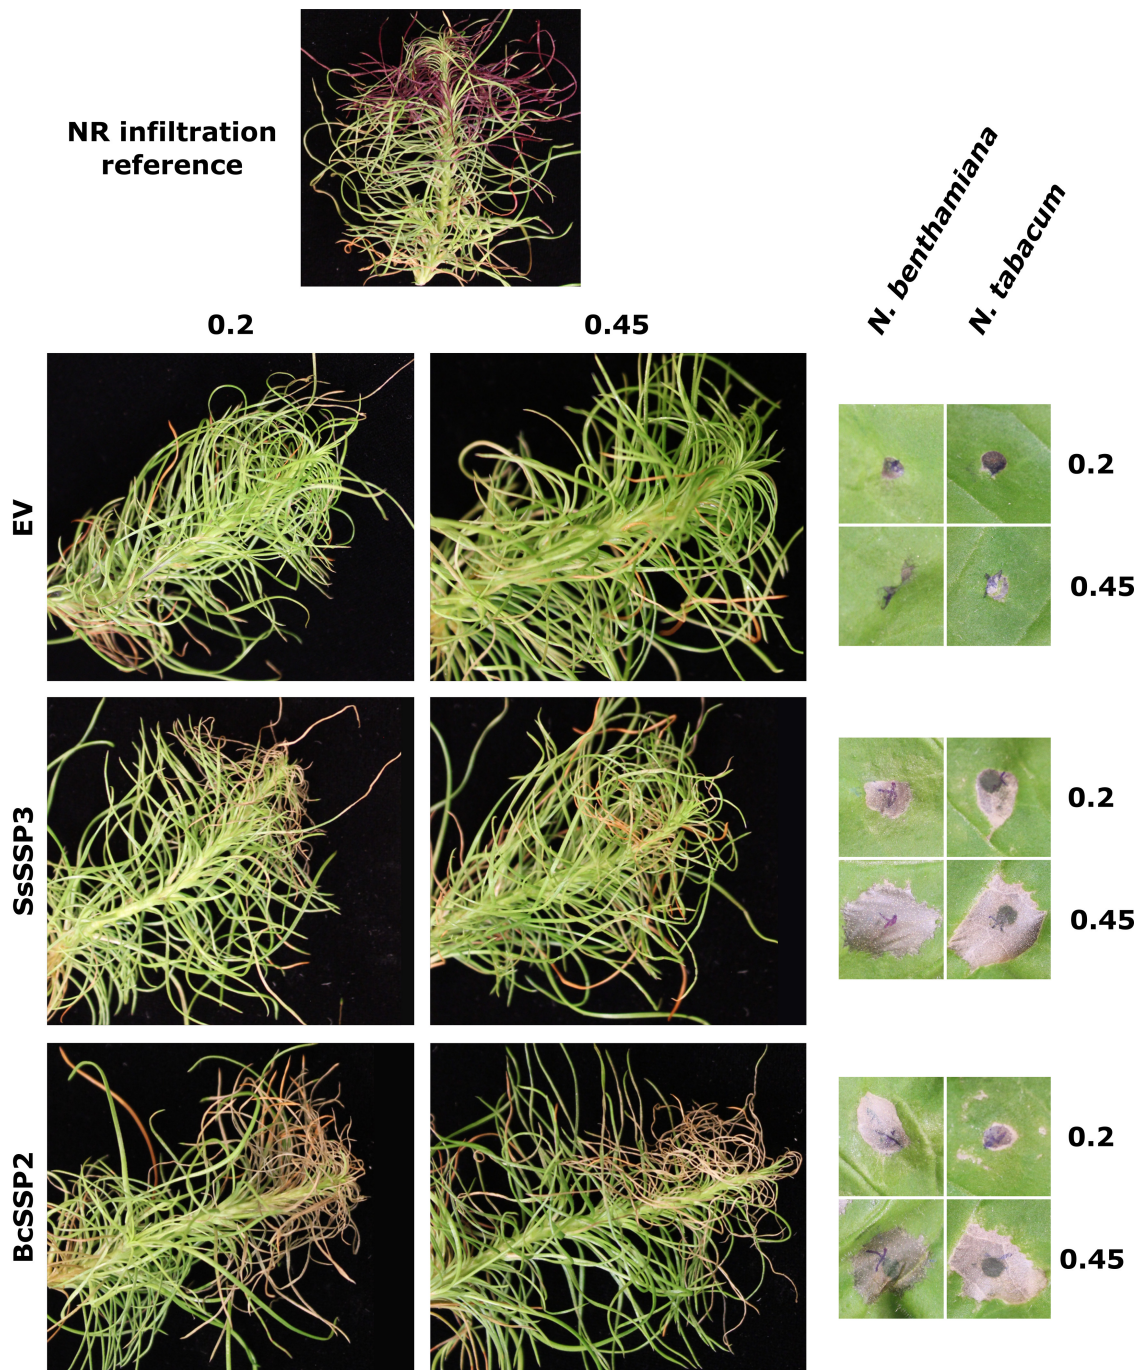 NR infiltration
reference
N. benthamiana
N. tabacum
0.2
0.45
EV
0.2
0.45
SsSSP3
0.2
0.45
BcSSP2
0.2
0.45